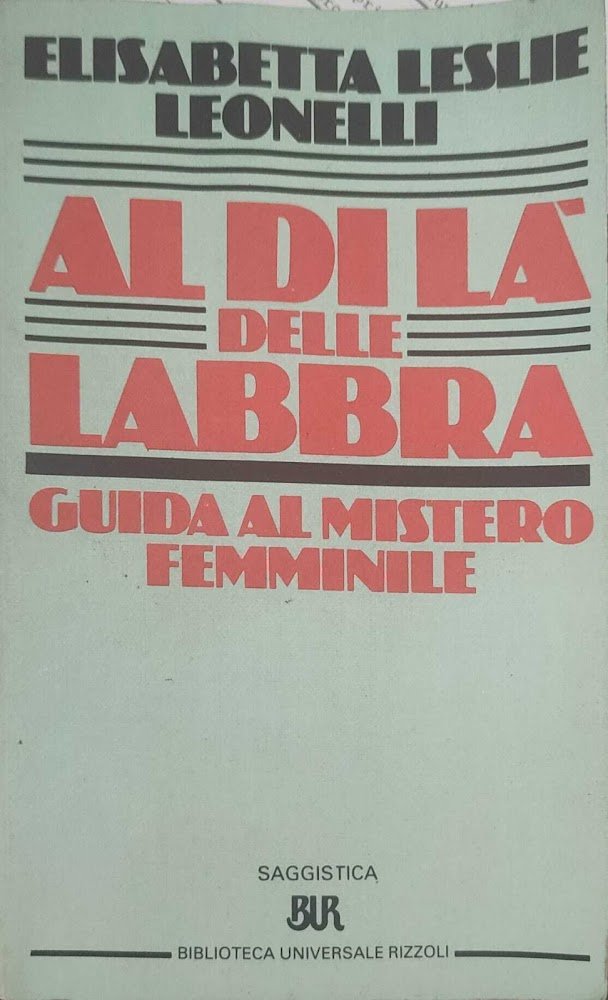 ELISABETTA LESLIE
LEONELLI
AL DI LÀ
DELLE
LABBRA
GUIDA AL MISTERO
FEMMINILE
SAGGISTICA
BUR
BIBLIOTECA UNIVERSALE RIZZOLI